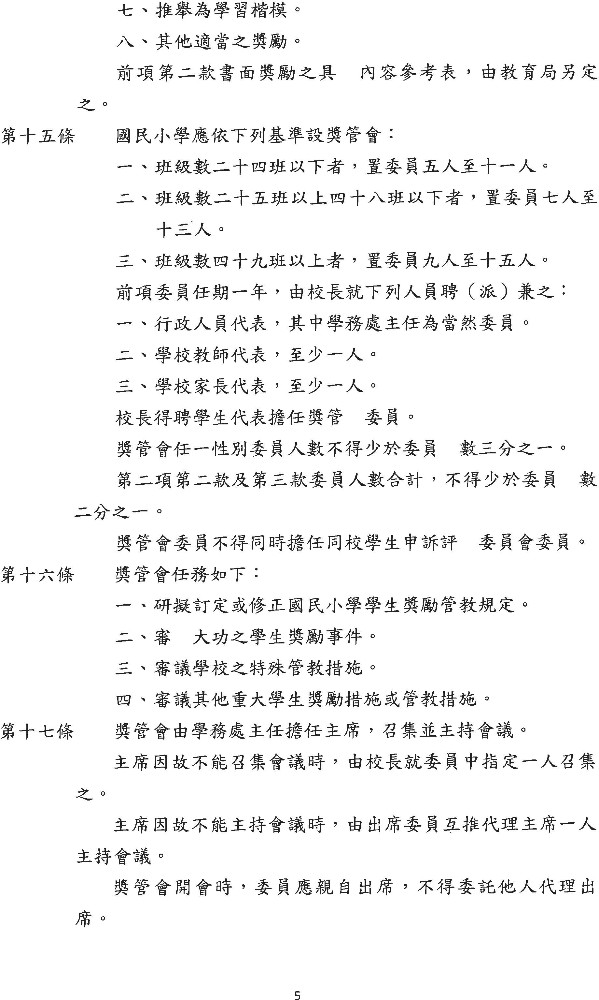 七、推舉為學習楷模。
八、其他適當之獎勵。
前項第二款書面獎勵之具　內容參考表，由教育局另定
之。
第十五條　　國民小學應依下列基準設獎管會：
一、班級數二十四班以下者，置委員五人至十一人。
二、班級數二十五班以上四十八班以下者，置委員七人至
十三人。
三、班級數四十九班以上者，置委員九人至十五人。
前項委員任期一年，由校長就下列人員聘（派）兼之：
一、行政人員代表，其中學務處主任為當然委員。
二、學校教師代表，至少一人。
三、學校家長代表，至少一人。
校長得聘學生代表擔任獎管　委員。
獎管會任一性別委員人數不得少於委員　數三分之一。
第二項第二款及第三款委員人數合計，不得少於委員　數
二分之一。
獎管會委員不得同時擔任同校學生申訴評　委員會委員。
第十六條　　獎管會任務如下：
一、研擬訂定或修正國民小學學生獎勵管教規定。
二、審　大功之學生獎勵事件。
三、審議學校之特殊管教措施。
四、審議其他重大學生獎勵措施或管教措施。
第十七條　　獎管會由學務處主任擔任主席，召集並主持會議。
主席因故不能召集會議時，由校長就委員中指定一人召集
之。
主席因故不能主持會議時，由出席委員互推代理主席一人
主持會議。
獎管會開會時，委員應親自出席，不得委託他人代理出
席。
5